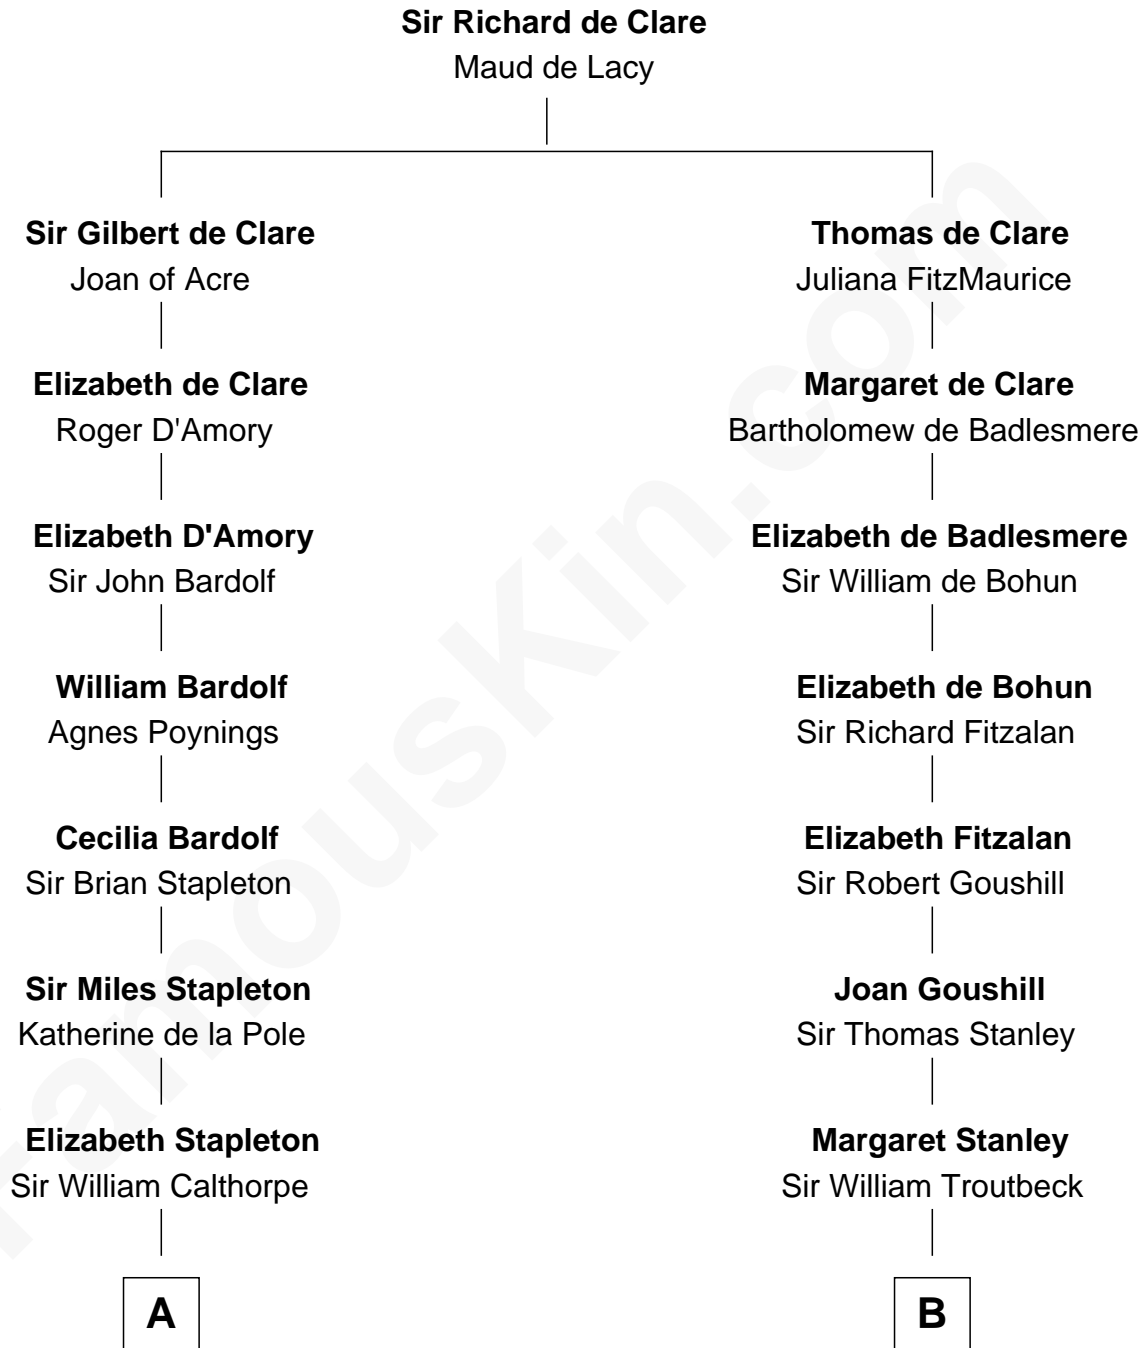 Sir Richard de Clare
Maud de Lacy
Sir Gilbert de Clare
Joan of Acre
Thomas de Clare
Juliana FitzMaurice
Elizabeth de Clare
Roger D'Amory
Margaret de Clare
Bartholomew de Badlesmere
Elizabeth D'Amory
Sir John Bardolf
Elizabeth de Badlesmere
Sir William de Bohun
William Bardolf
Agnes Poynings
Elizabeth de Bohun
Sir Richard Fitzalan
Cecilia Bardolf
Sir Brian Stapleton
Elizabeth Fitzalan
Sir Robert Goushill
Sir Miles Stapleton
Katherine de la Pole
Joan Goushill
Sir Thomas Stanley
Elizabeth Stapleton
Sir William Calthorpe
Margaret Stanley
Sir William Troutbeck
A
B
FamousKin.com